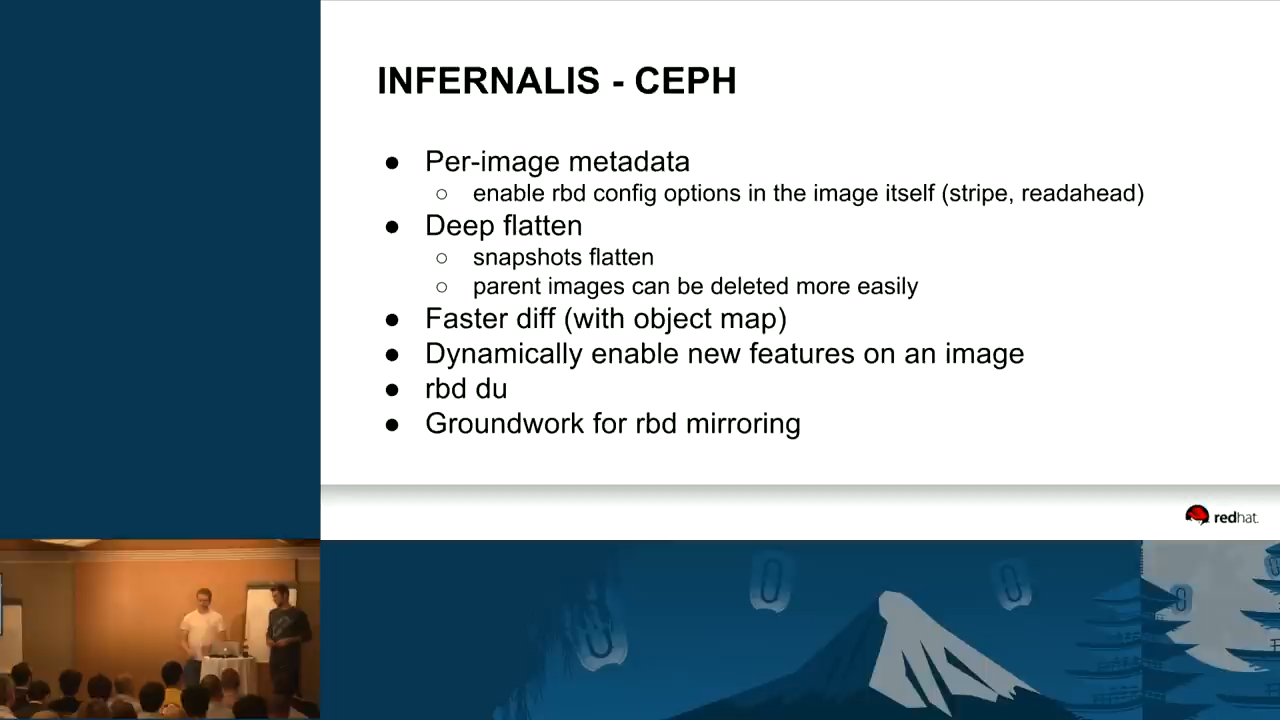 INFERNALIS - CEPH
● Per-image metadata
○ enable rbd config options in the image itself (stripe, readahead)
● Deep flatten
○ snapshots flatten
○ parent images can be deleted more easily
● Faster diff (with object map)
● Dynamically enable new features on an image
● rbd du
● Groundwork for rbd mirroring
redhat.